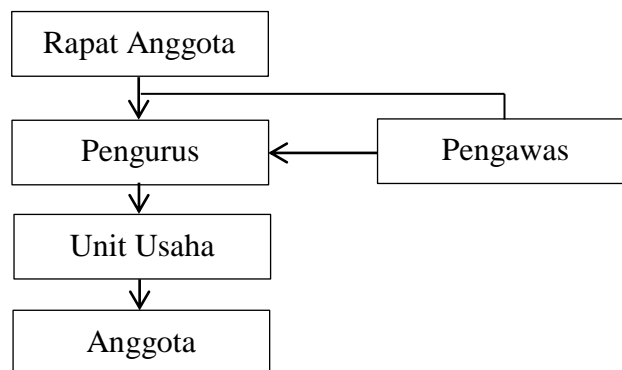 Rapat Anggota
Pengurus
Pengawas
Unit Usaha
Anggota